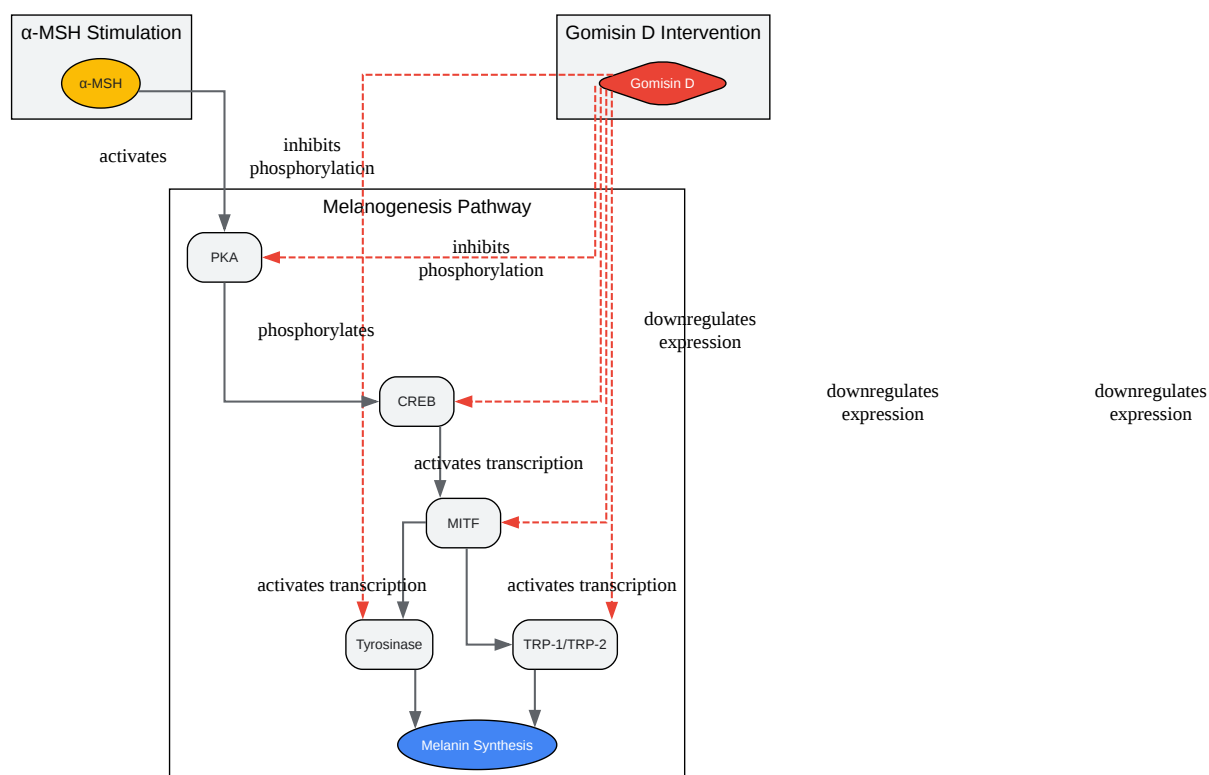 α-MSH Stimulation
Gomisin D Intervention
α-MSH
Gomisin D
activates
inhibits
phosphorylation
Melanogenesis Pathway
PKA
inhibits
phosphorylation
phosphorylates
downregulates
expression
CREB
downregulates
expression
downregulates
expression
activates transcription
MITF
activates transcription
activates transcription
Tyrosinase
TRP-1/TRP-2
Melanin Synthesis